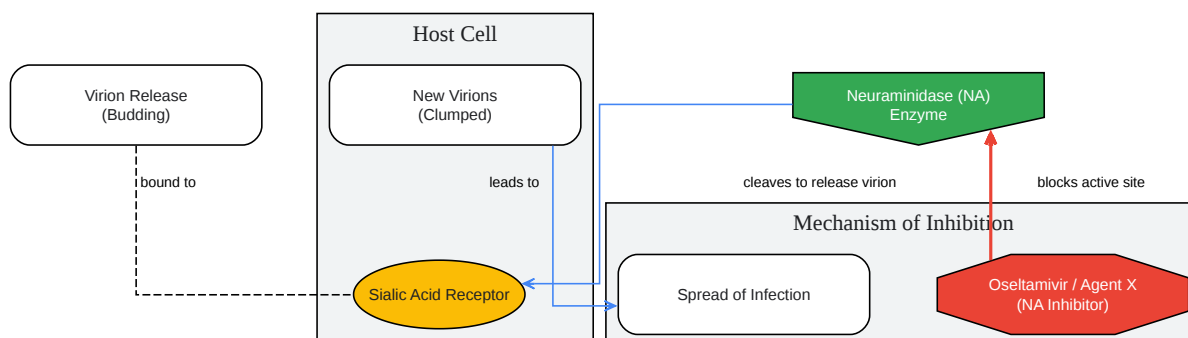 Host Cell
Virion Release
(Budding)
New Virions
(Clumped)
Neuraminidase (NA)
Enzyme
bound to
leads to
cleaves to release virion
blocks active site
Mechanism of Inhibition
Sialic Acid Receptor
Spread of Infection
Oseltamivir / Agent X
(NA Inhibitor)